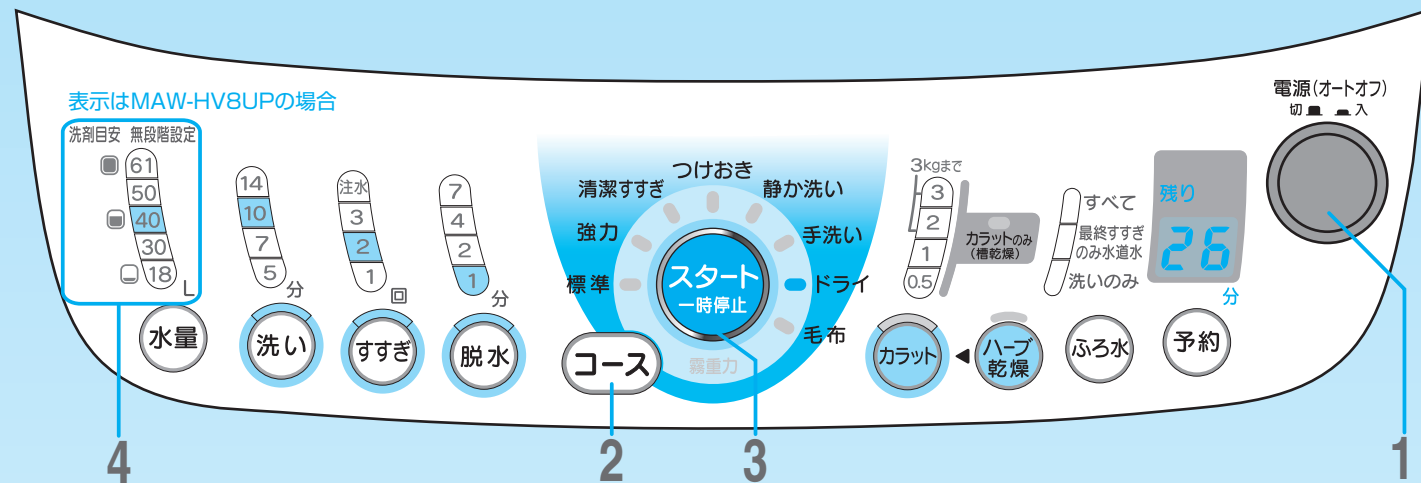 表示はMAW-HV8UPの場合
洗剤目安 無段階設定
61
50
40
30
18
L
水量
14
10
7
5
分
洗い
注水
3
2
1
回
すすぎ
7
4
2
1
分
脱水
つけおき
清潔すすぎ
静か洗い
強力
手洗い
標準
ドライ
毛布
霧重力
スタート
一時停止
コース
3kgまで
3
2
1
0.5
カラットのみ
(槽乾燥)
カラット
ハーブ
乾燥
すべて
最終すすぎ
のみ水道水
洗いのみ
ふろ水
残り
26
分
予約
電源(オートオフ)
切 入
4
2
3
1